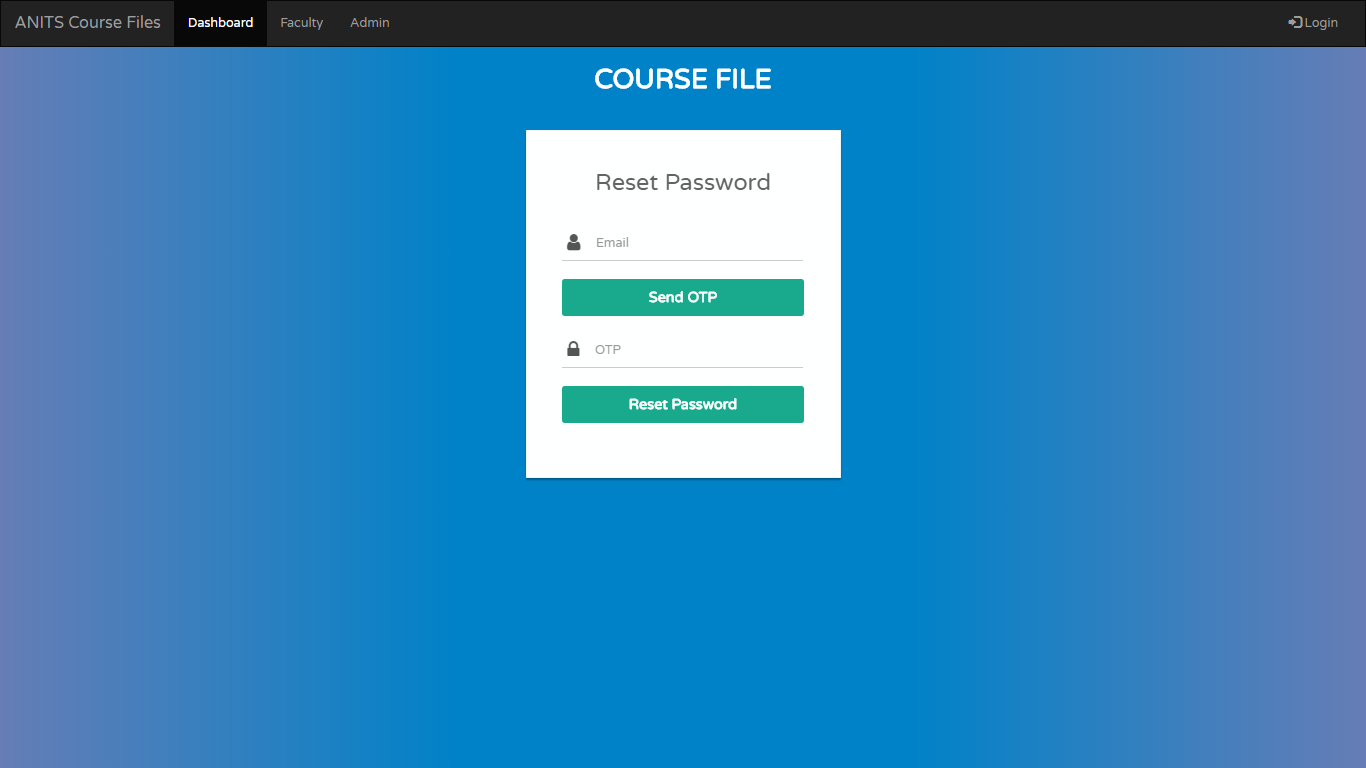 ANITS Course Files Dashboard Faculty Admin Login
COURSE FILE
Reset Password
Email
Send OTP
OTP
Reset Password